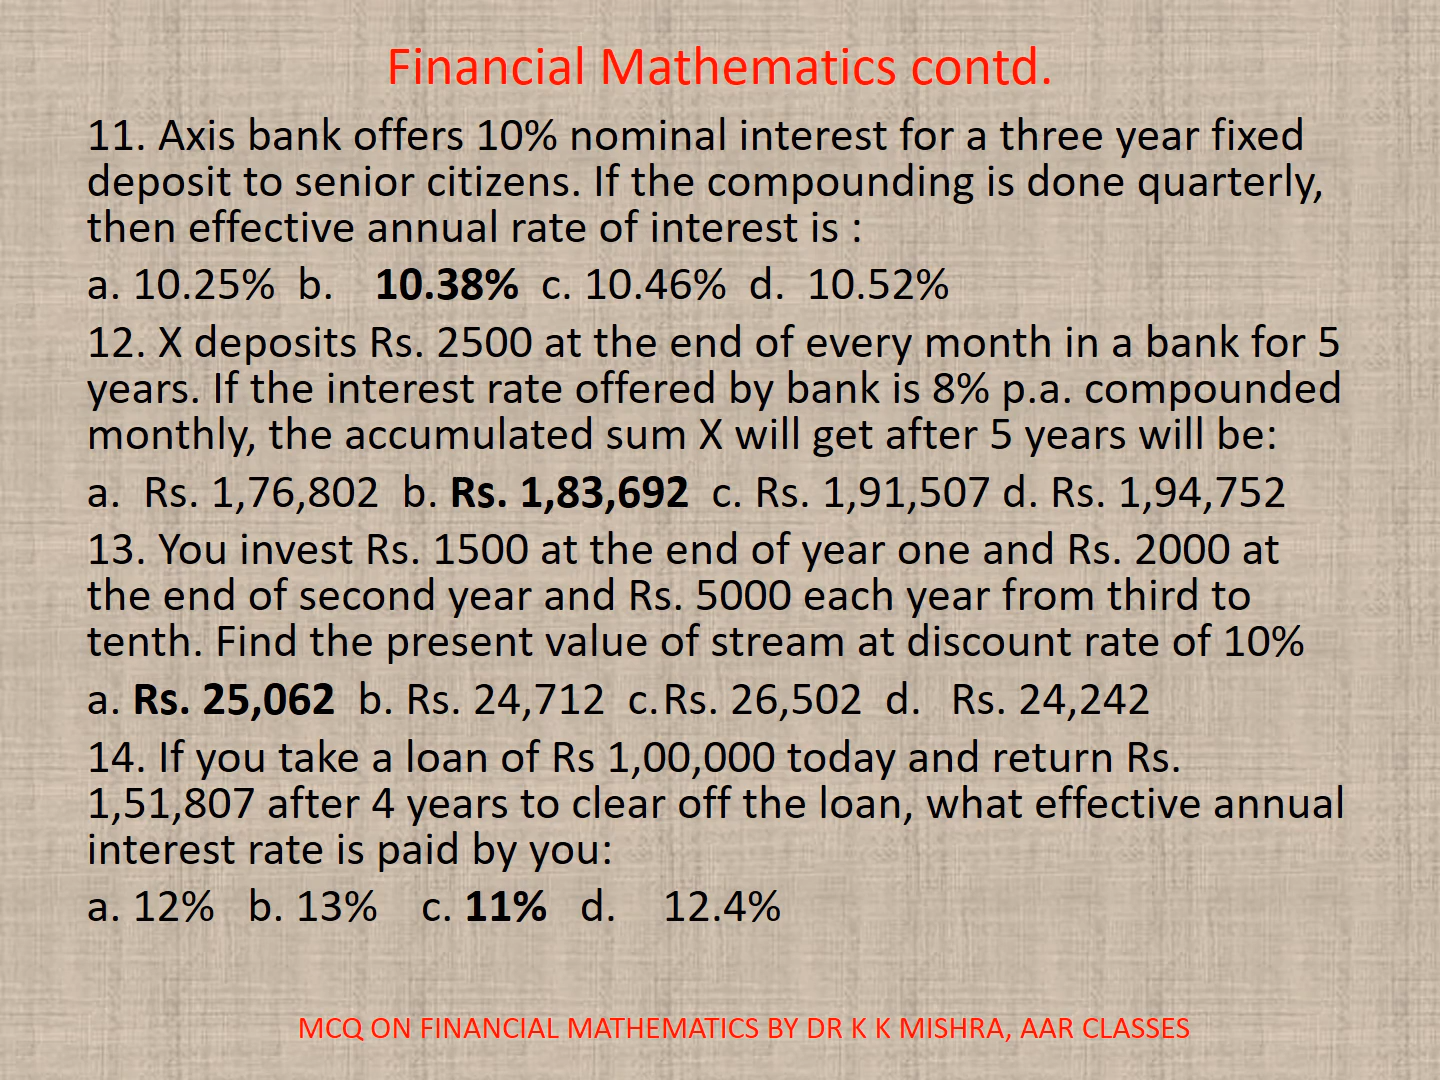 Financial Mathematics contd.
11. Axis bank offers 10% nominal interest for a three year fixed
deposit to senior citizens. If the compounding is done quarterly,
then effective annual rate of interest is :
a. 10.25% b. 10.38% c. 10.46% d. 10.52%
12. X deposits Rs. 2500 at the end of every month in a bank for 5
years. If the interest rate offered by bank is 8% p.a. compounded
monthly, the accumulated sum X will get after 5 years will be:
a. Rs. 1,76,802 b. Rs. 1,83,692 c. Rs. 1,91,507 d. Rs. 1,94,752
13. You invest Rs. 1500 at the end of year one and Rs. 2000 at
the end of second year and Rs. 5000 each year from third to
tenth. Find the present value of stream at discount rate of 10%
a. Rs. 25,062 b. Rs. 24,712 c. Rs. 26,502 d. Rs. 24,242
14. If you take a loan of Rs 1,00,000 today and return Rs.
1,51,807 after 4 years to clear off the loan, what effective annual
interest rate is paid by you:
a. 12% b. 13% c. 11% d. 12.4%
MCQ ON FINANCIAL MATHEMATICS BY DR K K MISHRA, AAR CLASSES